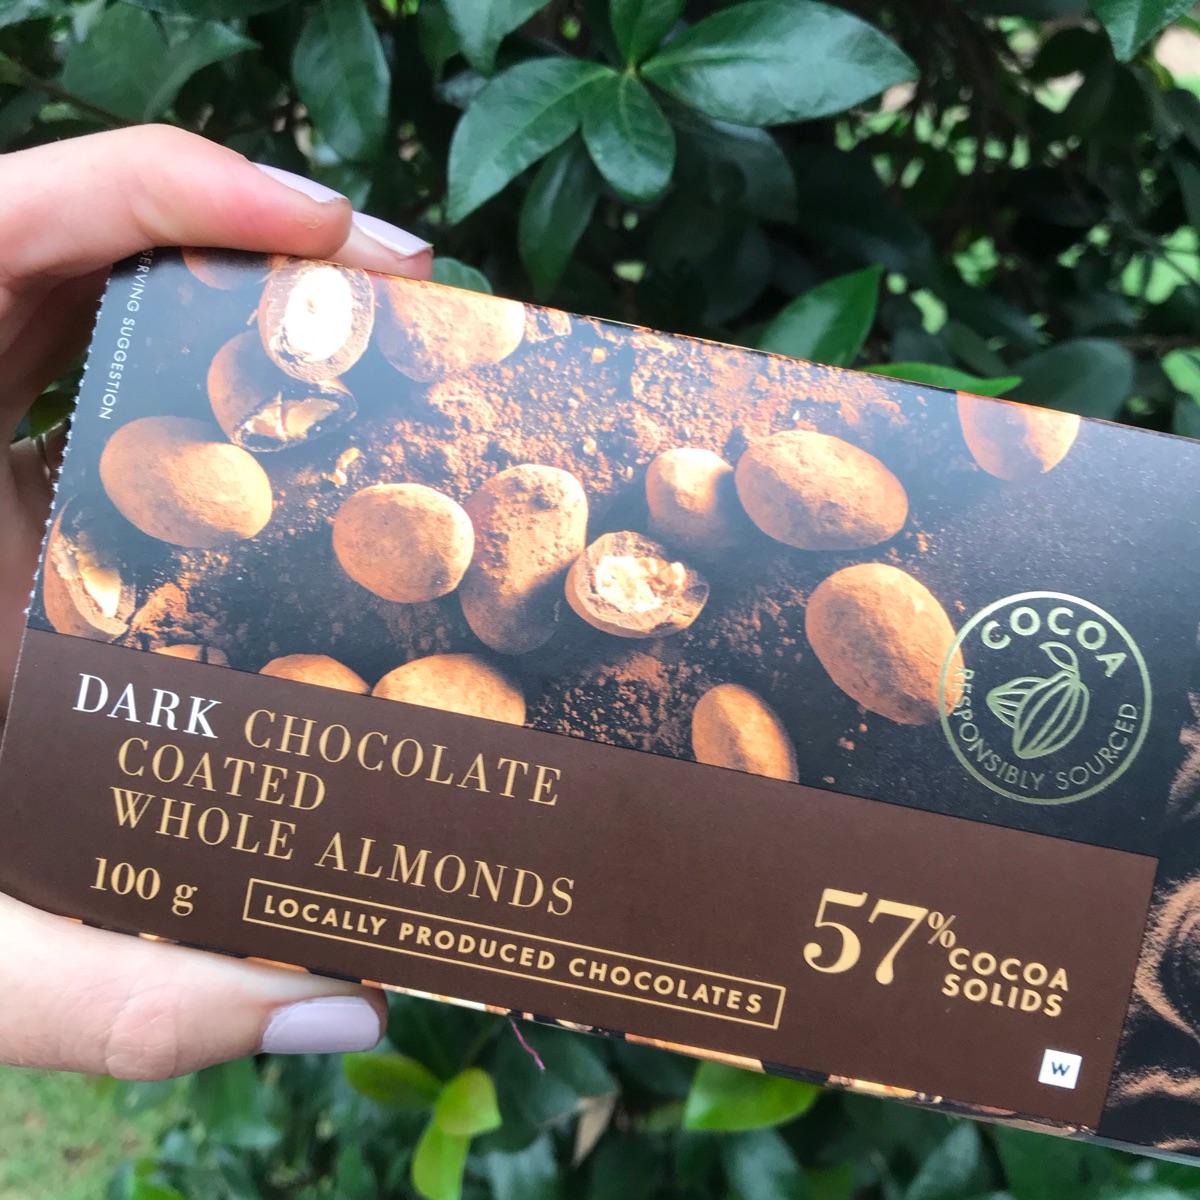 SERVING SUGGESTION
COCOA
RESPONSIBLY SOURCED
DARK CHOCOLATE
COATED
WHOLE ALMONDS
100 g
LOCALLY PRODUCED CHOCOLATES
57%
COCOA
SOLIDS
W